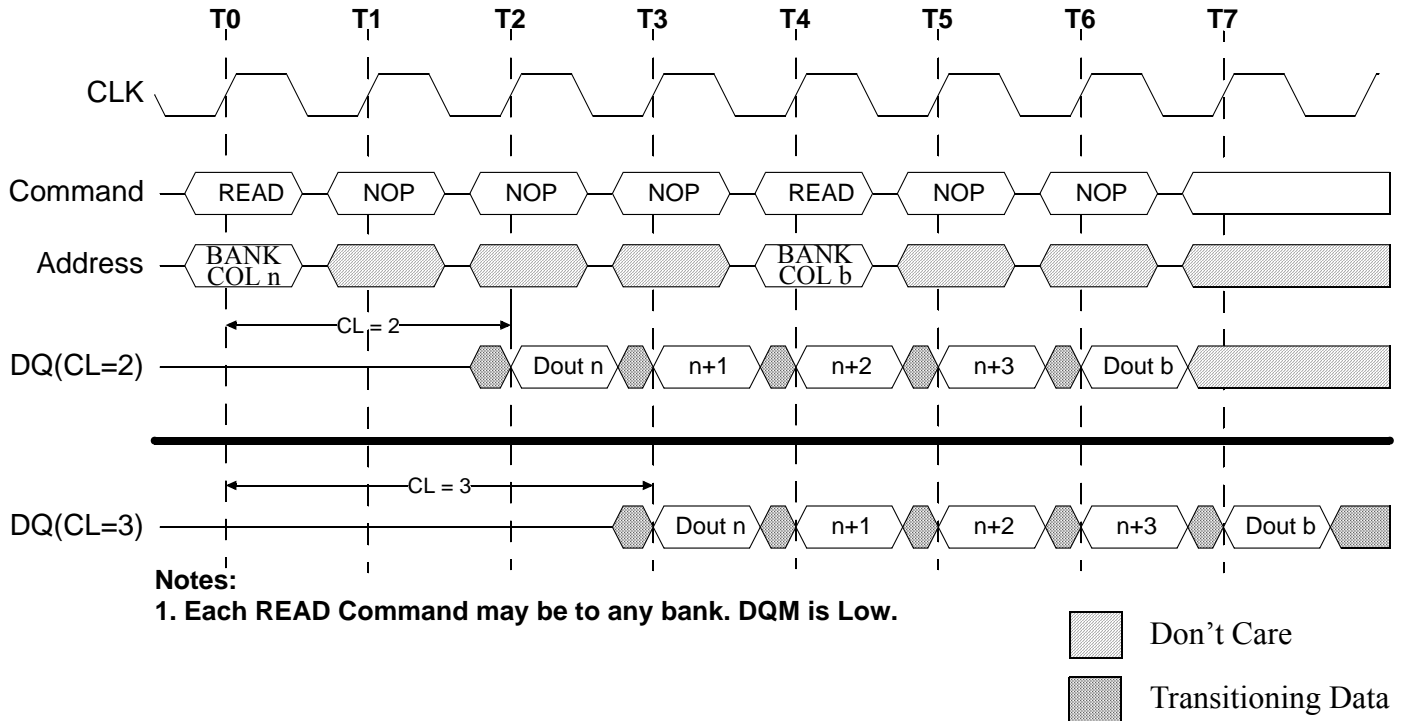 T0 T1 T2 T3 T4 T5 T6 T7
CLK
Command READ NOP NOP NOP READ NOP NOP
Address BANK COL n BANK COL b
CL = 2
DQ(CL=2) Dout n n+1 n+2 n+3 Dout b
CL = 3
DQ(CL=3) Dout n n+1 n+2 n+3 Dout b
Notes:
1. Each READ Command may be to any bank. DQM is Low.
Don’t Care
Transitioning Data